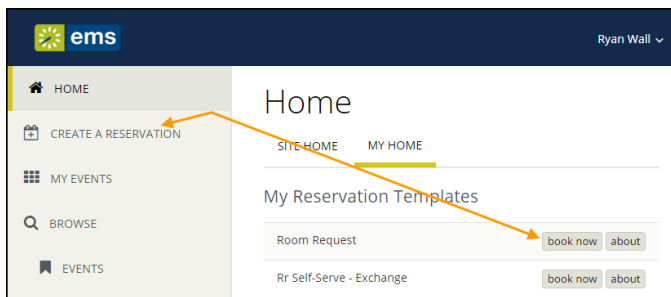 ems
Ryan Wall
HOME
CREATE A RESERVATION
MY EVENTS
BROWSE
EVENTS
Home
SITE HOME MY HOME
My Reservation Templates
Room Request book now about
Rr Self-Serve - Exchange book now about